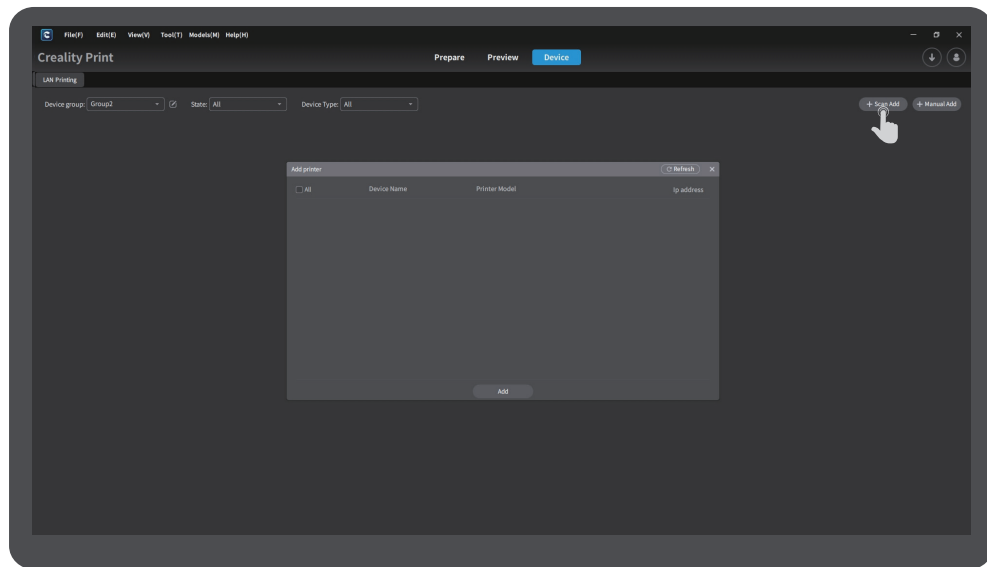 C File(F) Edit(E) View(V) Tool(T) Models(M) Help(H)
Creality Print Prepare Preview Device
LAN Printing
Device group: Group2 State: All Device Type: All + Scan Add + Manual Add
Add printer Refresh
All Device Name Printer Model Ip address
Add